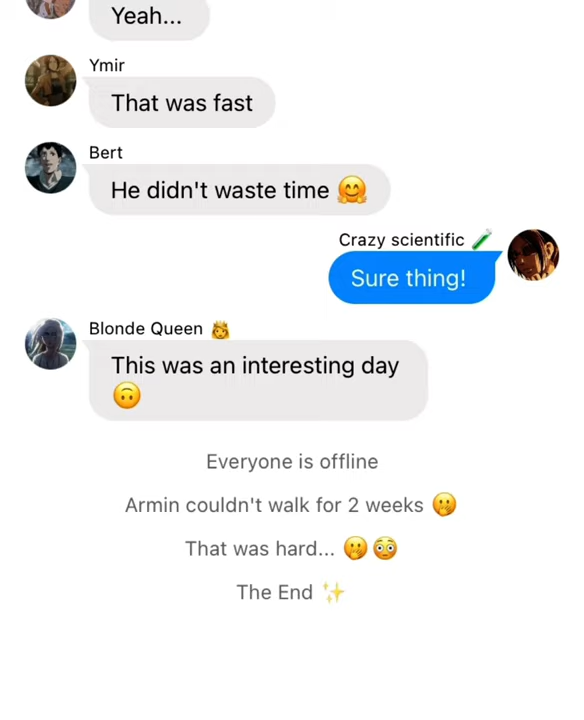 Yeah...
Ymir
That was fast
Bert
He didn't waste time 🤗
Crazy scientific 🧪
Sure thing!
Blonde Queen 👸
This was an interesting day
🙃
Everyone is offline
Armin couldn't walk for 2 weeks 🤭
That was hard... 🤭😳
The End ✨